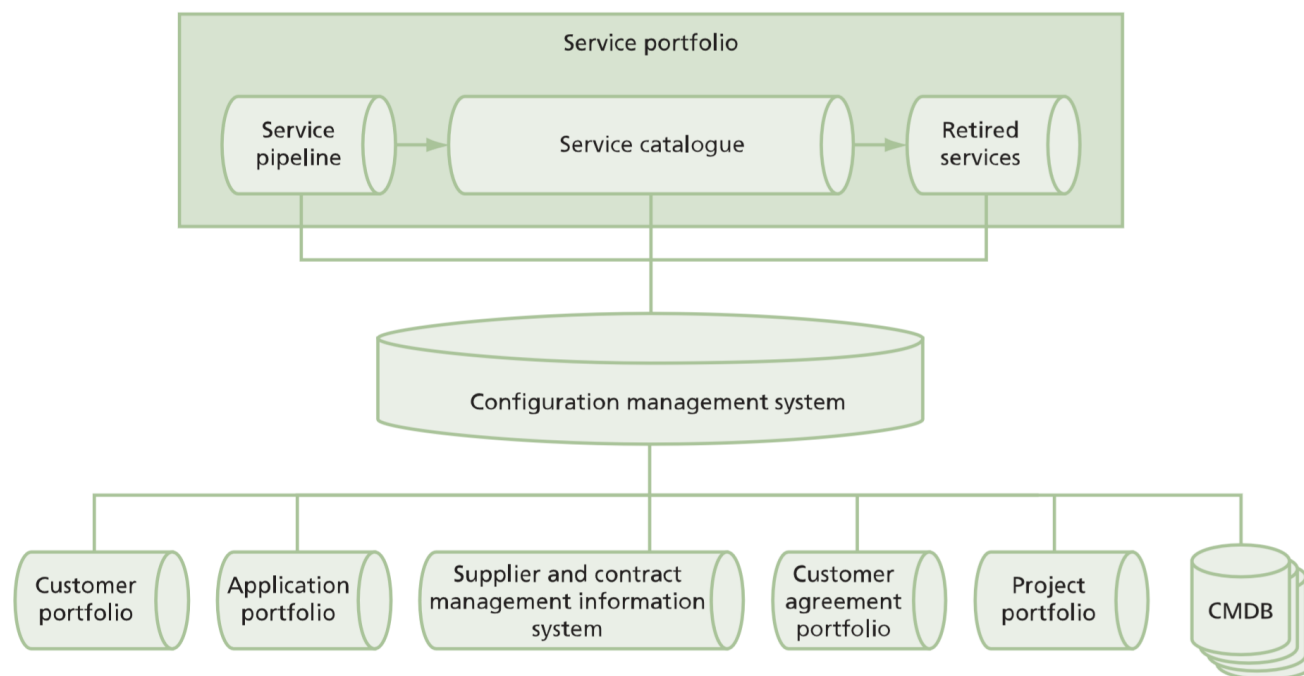 Service portfolio
Service
pipeline
Service catalogue
Retired
services
Configuration management system
Customer
portfolio
Application
portfolio
Supplier and contract
management information
system
Customer
agreement
portfolio
Project
portfolio
CMDB